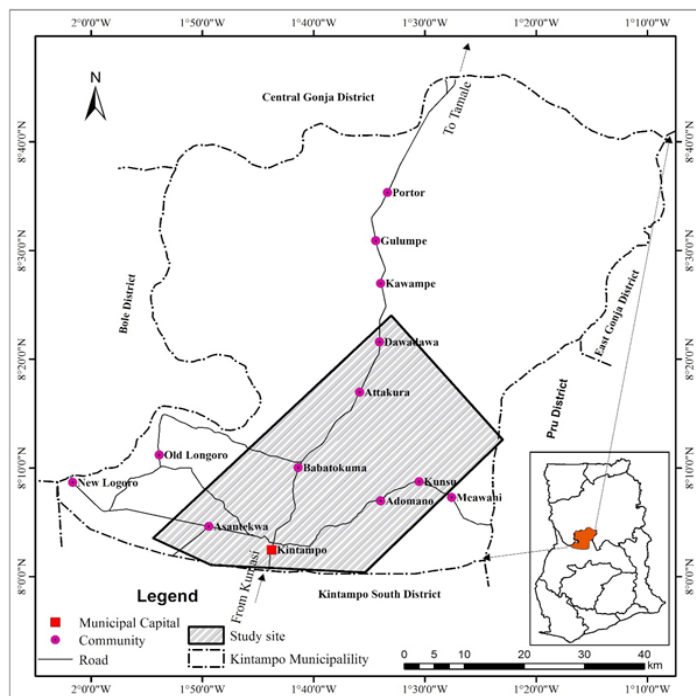 2°0'0"W 1°50'0"W 1°40'0"W 1°30'0"W 1°20'0"W 1°10'0"W
N
Central Gonja District
To Tamale
8°40'0"N
8°40'0"N
Portor
Gulumpe
8°30'0"N
8°30'0"N
Kawampe
Bole District
East Gonja District
Dawadawa
8°20'0"N
8°20'0"N
Attakura
Pru District
Old Longoro
Babatokuma
8°10'0"N
8°10'0"N
New Logoro
Kunsu
Adomano
Meawani
Asantekwa
Kintampo
8°0'0"N
8°0'0"N
From Kumasi
Kintampo South District
Legend
Municipal Capital
Community
Road
Study site
Kintampo Municipalility
0 5 10 20 30 40
km
2°0'0"W 1°50'0"W 1°40'0"W 1°30'0"W 1°20'0"W 1°10'0"W